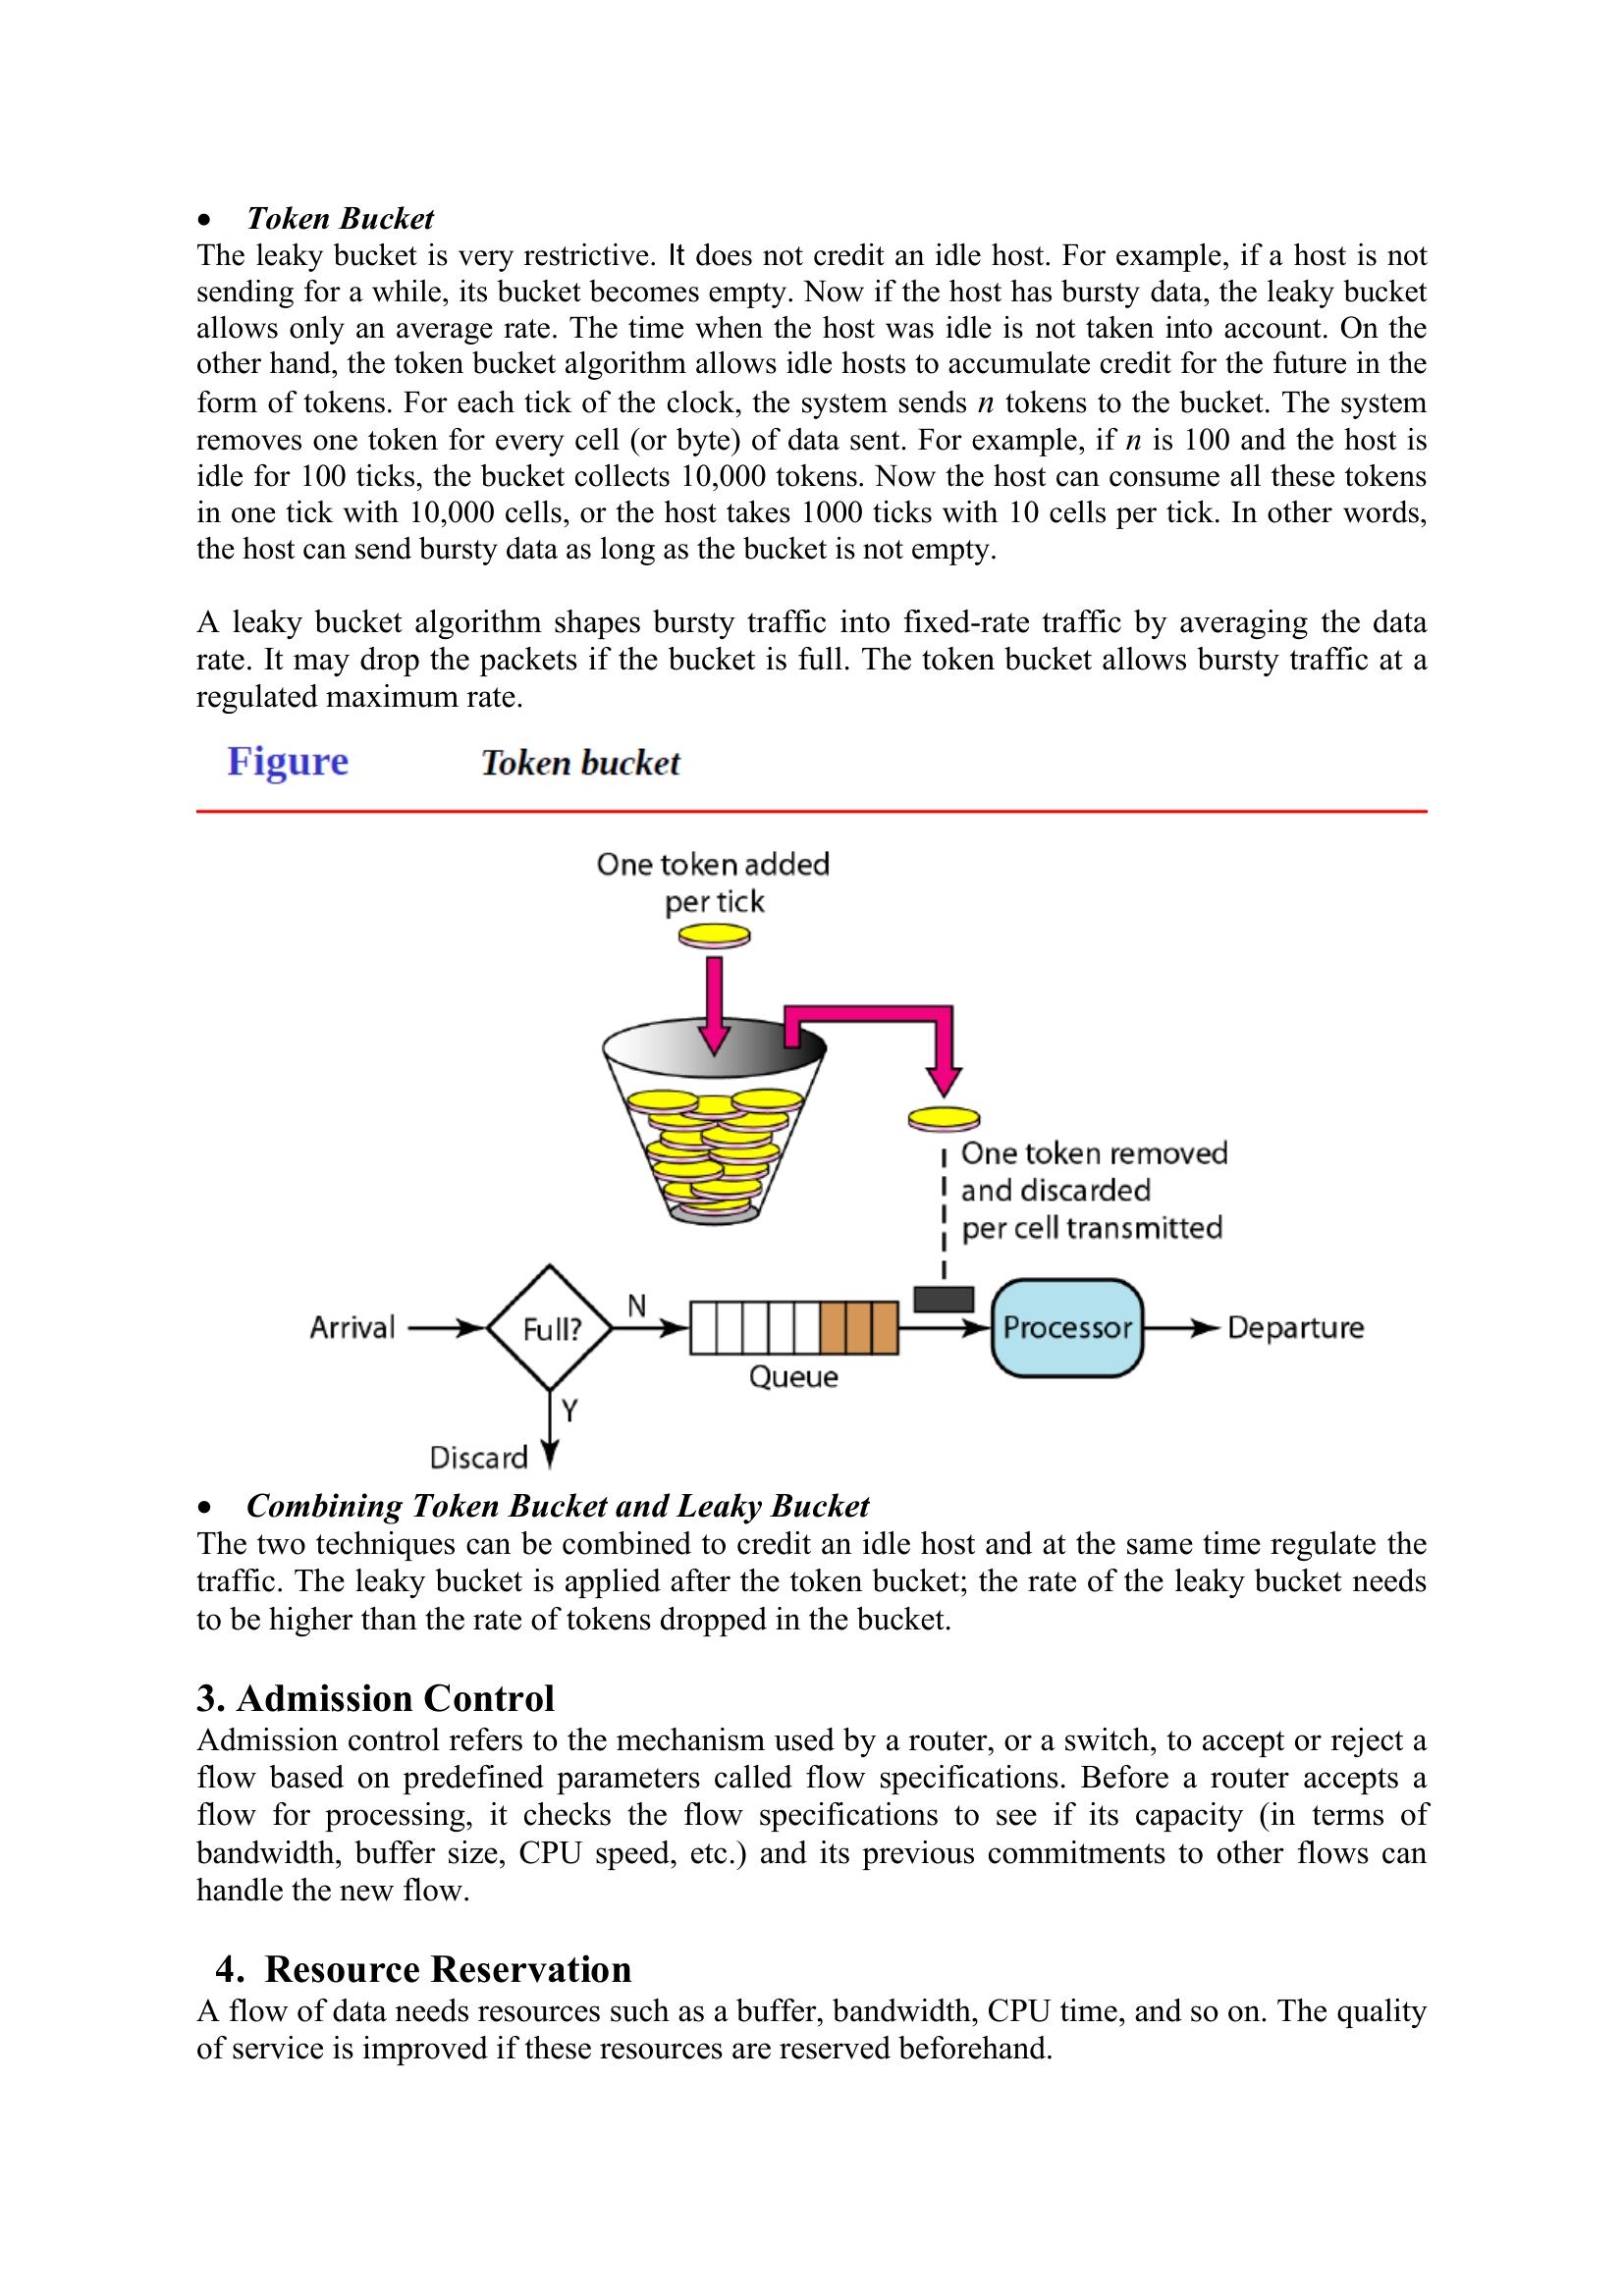 • Token Bucket
The leaky bucket is very restrictive. It does not credit an idle host. For example, if a host is not
sending for a while, its bucket becomes empty. Now if the host has bursty data, the leaky bucket
allows only an average rate. The time when the host was idle is not taken into account. On the
other hand, the token bucket algorithm allows idle hosts to accumulate credit for the future in the
form of tokens. For each tick of the clock, the system sends n tokens to the bucket. The system
removes one token for every cell (or byte) of data sent. For example, if n is 100 and the host is
idle for 100 ticks, the bucket collects 10,000 tokens. Now the host can consume all these tokens
in one tick with 10,000 cells, or the host takes 1000 ticks with 10 cells per tick. In other words,
the host can send bursty data as long as the bucket is not empty.
A leaky bucket algorithm shapes bursty traffic into fixed-rate traffic by averaging the data
rate. It may drop the packets if the bucket is full. The token bucket allows bursty traffic at a
regulated maximum rate.
Figure Token bucket
One token added
per tick
One token removed
and discarded
per cell transmitted
Arrival
Full?
N
Queue
Processor
Departure
Y
Discard
• Combining Token Bucket and Leaky Bucket
The two techniques can be combined to credit an idle host and at the same time regulate the
traffic. The leaky bucket is applied after the token bucket; the rate of the leaky bucket needs
to be higher than the rate of tokens dropped in the bucket.
3. Admission Control
Admission control refers to the mechanism used by a router, or a switch, to accept or reject a
flow based on predefined parameters called flow specifications. Before a router accepts a
flow for processing, it checks the flow specifications to see if its capacity (in terms of
bandwidth, buffer size, CPU speed, etc.) and its previous commitments to other flows can
handle the new flow.
4. Resource Reservation
A flow of data needs resources such as a buffer, bandwidth, CPU time, and so on. The quality
of service is improved if these resources are reserved beforehand.